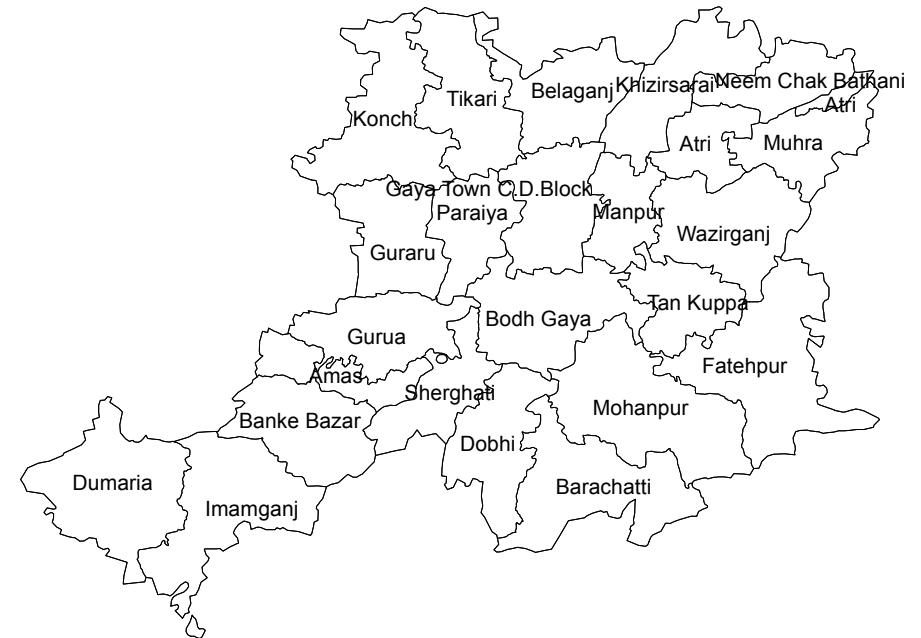 Neem Chak Bathani
Khizirsarai
Belaganj
Tikari
Atri
Konch
Atri
Muhra
Gaya Town C.D.Block
Paraiya
Manpur
Wazirganj
Guraru
Tan Kuppa
Bodh Gaya
Gurua
Fatehpur
Amas
Sherghati
Mohanpur
Banke Bazar
Dobhi
Dumaria
Barachatti
Imamganj